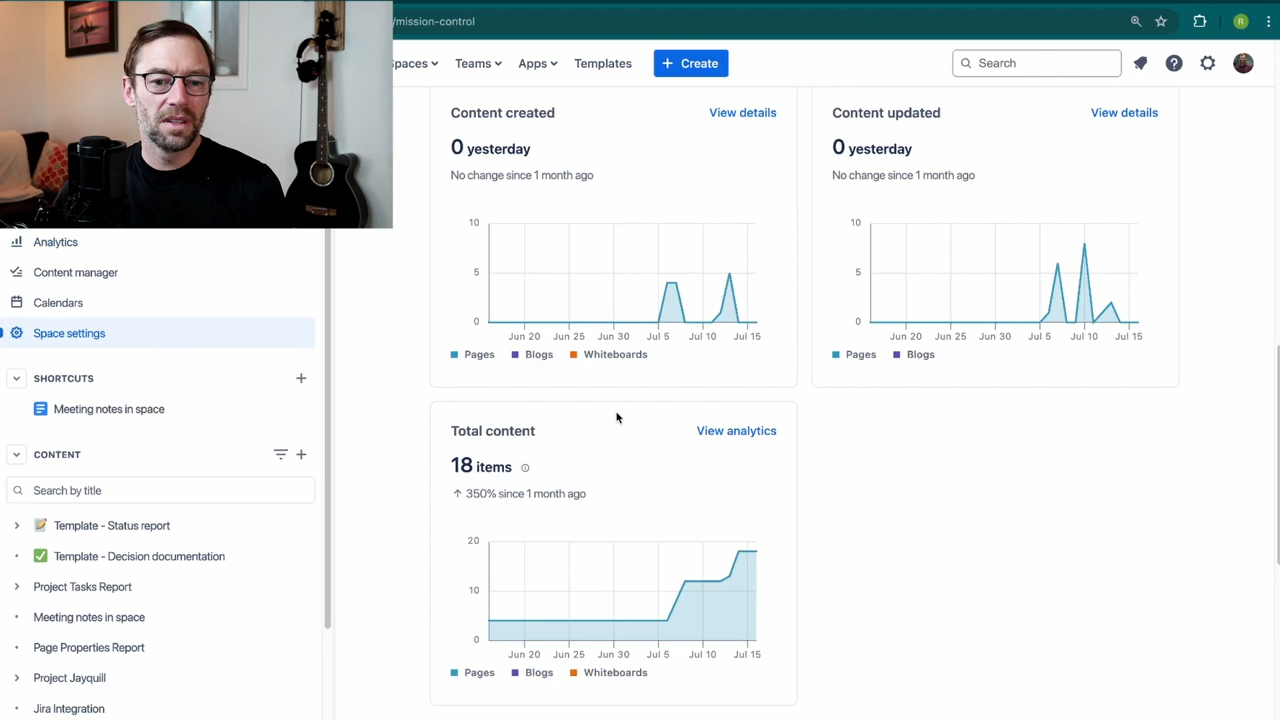 /mission-control
R
Spaces
Teams
Apps
Templates
+ Create
Search
Analytics
Content manager
Calendars
Space settings
SHORTCUTS
Meeting notes in space
CONTENT
Search by title
Template - Status report
Template - Decision documentation
Project Tasks Report
Meeting notes in space
Page Properties Report
Project Jayquill
Jira Integration
Content created View details
0 yesterday
No change since 1 month ago
10
5
0
Jun 20 Jun 25 Jun 30 Jul 5 Jul 10 Jul 15
Pages Blogs Whiteboards
Content updated View details
0 yesterday
No change since 1 month ago
10
5
0
Jun 20 Jun 25 Jun 30 Jul 5 Jul 10 Jul 15
Pages Blogs
Total content View analytics
18 items
↑ 350% since 1 month ago
20
10
0
Jun 20 Jun 25 Jun 30 Jul 5 Jul 10 Jul 15
Pages Blogs Whiteboards